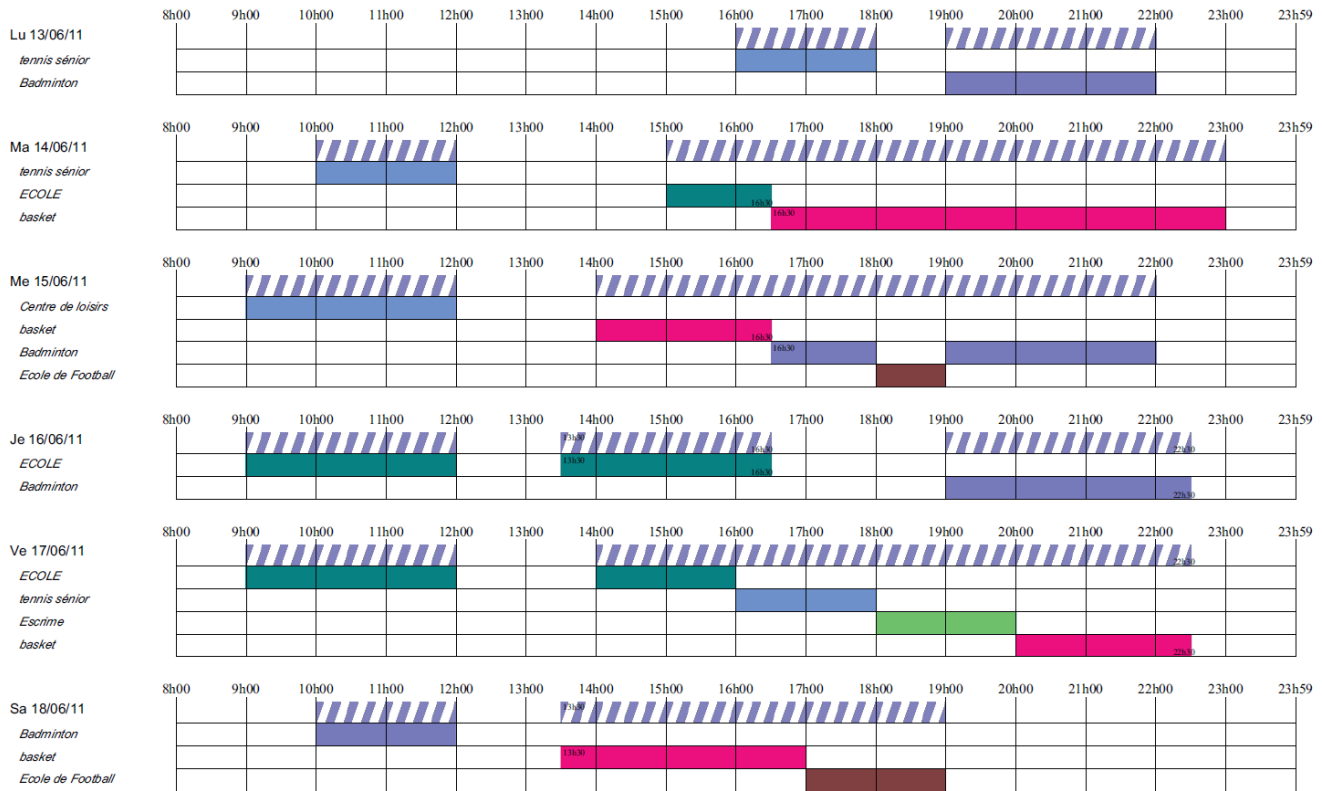 8h00 9h00 10h00 11h00 12h00 13h00 14h00 15h00 16h00 17h00 18h00 19h00 20h00 21h00 22h00 23h00 23h59
Lu 13/06/11
tennis sénior
Badminton
8h00 9h00 10h00 11h00 12h00 13h00 14h00 15h00 16h00 17h00 18h00 19h00 20h00 21h00 22h00 23h00 23h59
Ma 14/06/11
tennis sénior
ECOLE 16h30
basket 16h30
8h00 9h00 10h00 11h00 12h00 13h00 14h00 15h00 16h00 17h00 18h00 19h00 20h00 21h00 22h00 23h00 23h59
Me 15/06/11
Centre de loisirs
basket 16h30
Badminton 16h30
Ecole de Football
8h00 9h00 10h00 11h00 12h00 13h00 14h00 15h00 16h00 17h00 18h00 19h00 20h00 21h00 22h00 23h00 23h59
Je 16/06/11 13h30 16h30 22h30
ECOLE 13h30 16h30
Badminton 22h30
8h00 9h00 10h00 11h00 12h00 13h00 14h00 15h00 16h00 17h00 18h00 19h00 20h00 21h00 22h00 23h00 23h59
Ve 17/06/11 22h30
ECOLE
tennis sénior
Escrime
basket 22h30
8h00 9h00 10h00 11h00 12h00 13h00 14h00 15h00 16h00 17h00 18h00 19h00 20h00 21h00 22h00 23h00 23h59
Sa 18/06/11 13h30
Badminton
basket 13h30
Ecole de Football